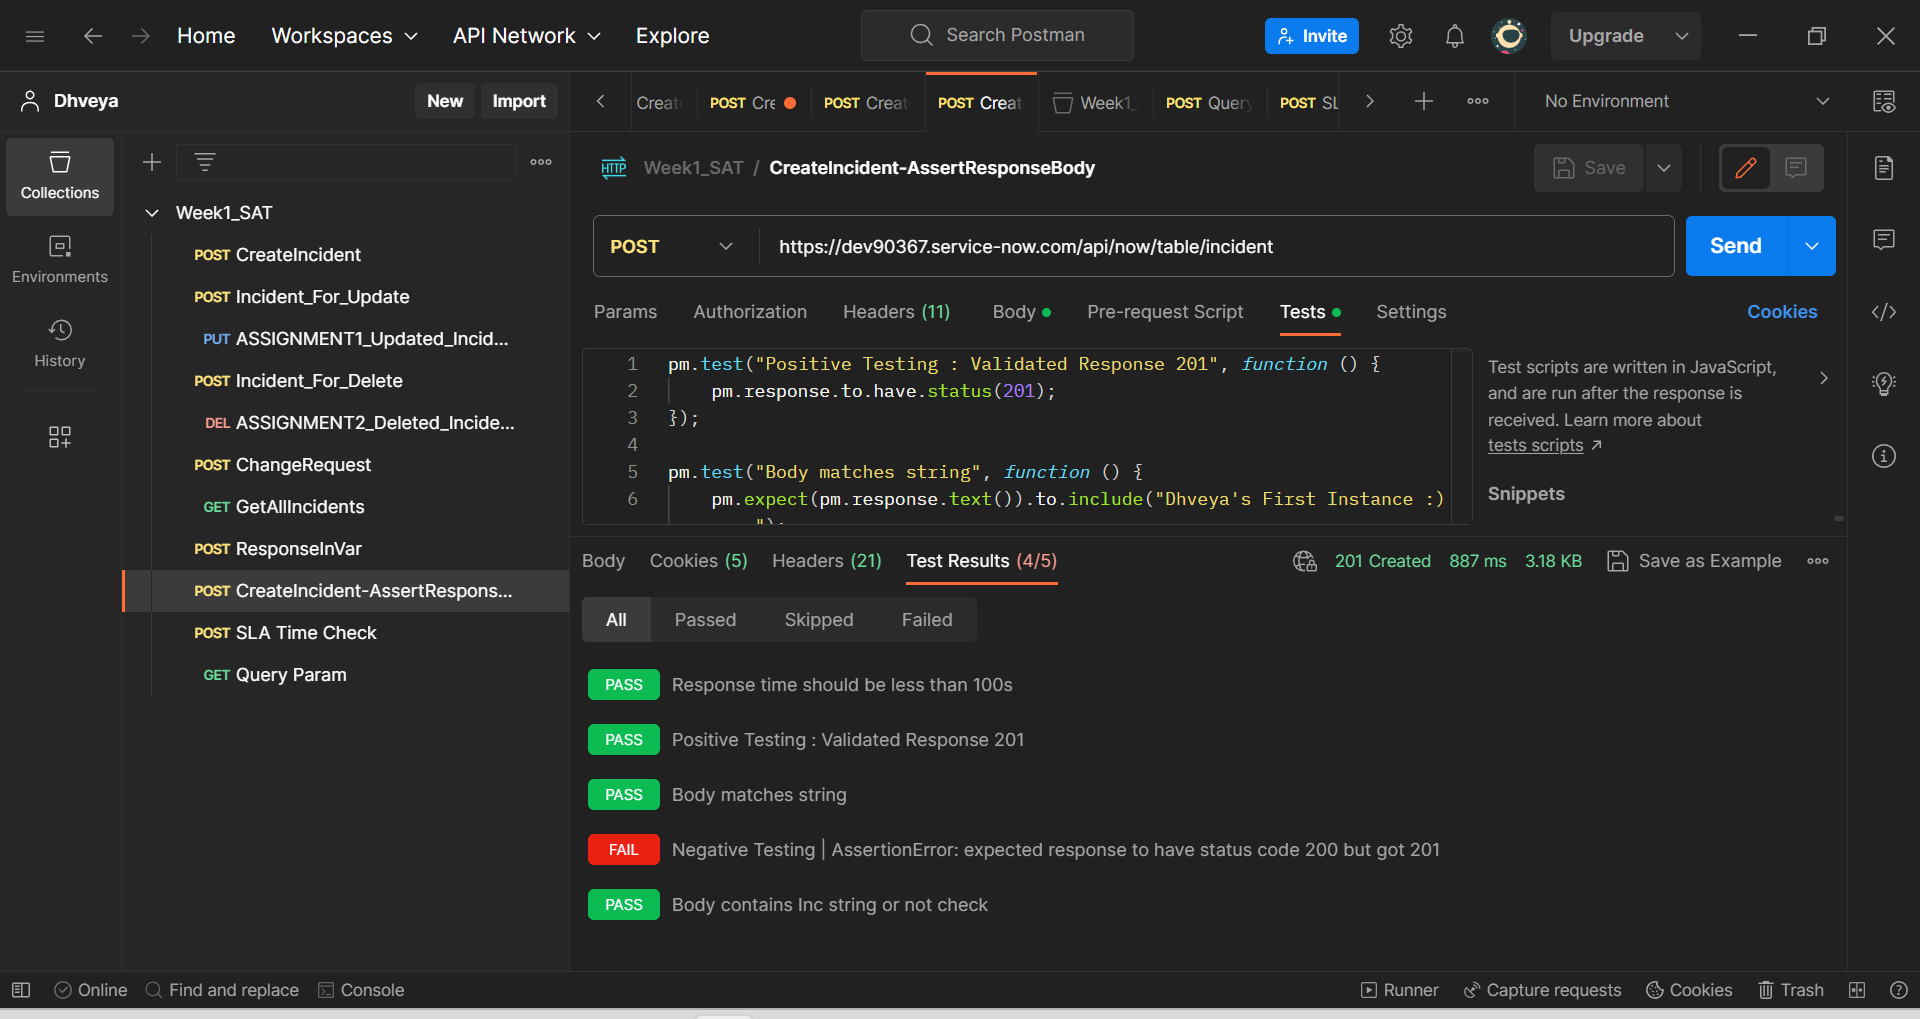 Home Workspaces API Network Explore Search Postman Invite Upgrade
Dhveya New Import
Creat POST Cre POST Creat POST Creat Week1_ POST Query POST SL No Environment
Collections
Environments
History
Week1_SAT
POST CreateIncident
POST Incident_For_Update
PUT ASSIGNMENT1_Updated_Incid...
POST Incident_For_Delete
DEL ASSIGNMENT2_Deleted_Incide...
POST ChangeRequest
GET GetAllIncidents
POST ResponseInVar
POST CreateIncident-AssertRespons...
POST SLA Time Check
GET Query Param
HTTP Week1_SAT / CreateIncident-AssertResponseBody Save
POST https://dev90367.service-now.com/api/now/table/incident Send
Params Authorization Headers (11) Body Pre-request Script Tests Settings Cookies
1 pm.test("Positive Testing : Validated Response 201", function () {
2 pm.response.to.have.status(201);
3 });
4
5 pm.test("Body matches string", function () {
6 pm.expect(pm.response.text()).to.include("Dhveya's First Instance :)
");
Test scripts are written in JavaScript,
and are run after the response is
received. Learn more about
tests scripts ↗
Snippets
Body Cookies (5) Headers (21) Test Results (4/5) 201 Created 887 ms 3.18 KB Save as Example
All Passed Skipped Failed
PASS Response time should be less than 100s
PASS Positive Testing : Validated Response 201
PASS Body matches string
FAIL Negative Testing | AssertionError: expected response to have status code 200 but got 201
PASS Body contains Inc string or not check
Online Find and replace Console Runner Capture requests Cookies Trash